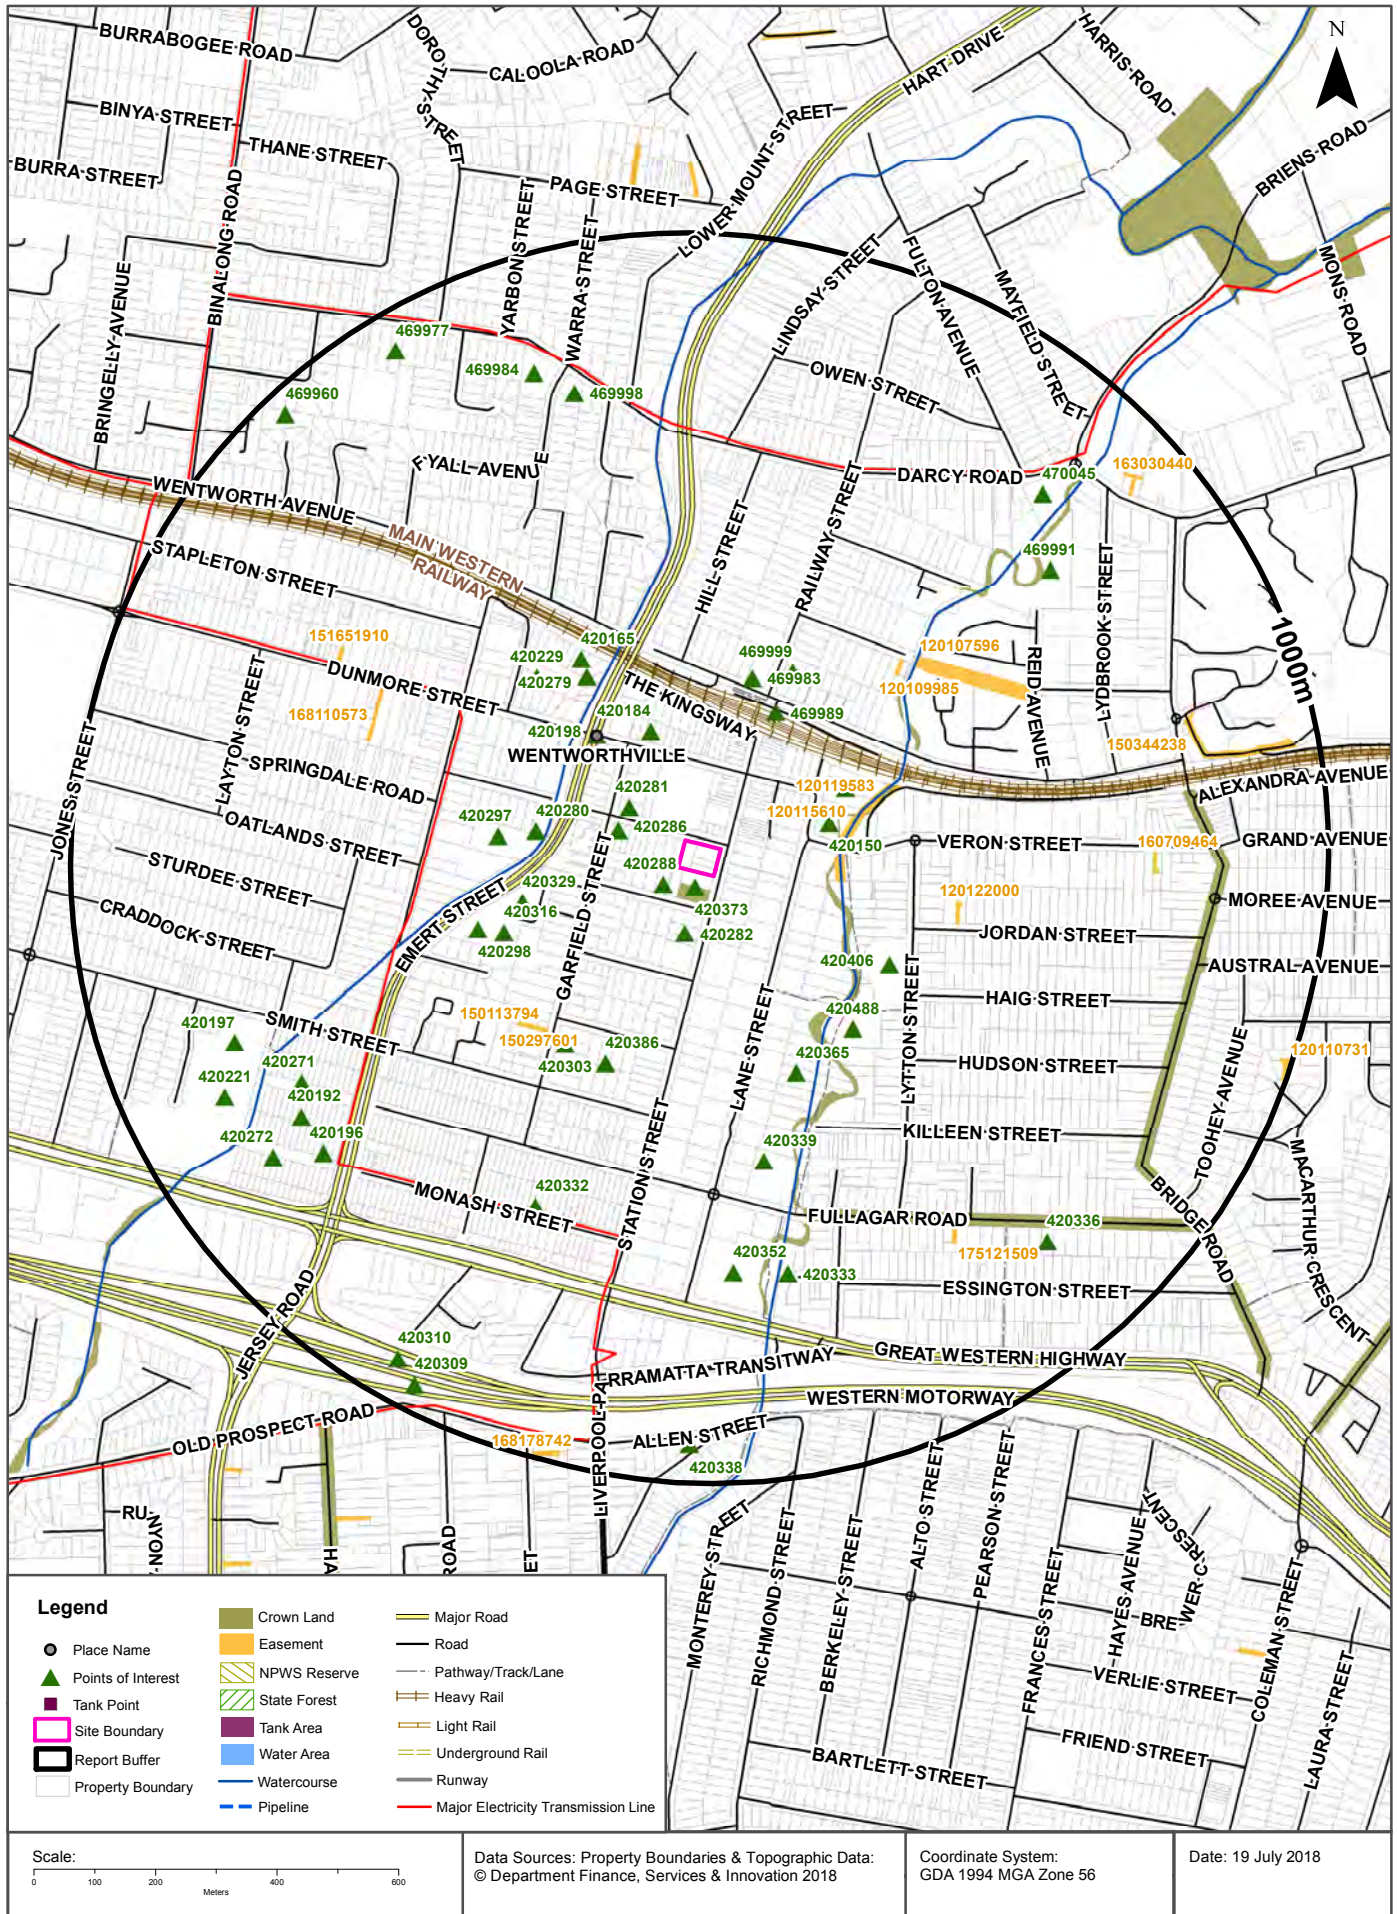 BURRABOGEE ROAD
DOROTHY STREET
CALOOLA ROAD
HART DRIVE
HARRIS ROAD
N
BINYA STREET
THANE STREET
LOWER MOUNT STREET
BRIENS ROAD
BURRA STREET
PAGE STREET
BINALONG ROAD
YARBON STREET
WARRA STREET
LINDSAY STREET
FULTON AVENUE
MAYFIELD STREET
MONS ROAD
BRINGELLY AVENUE
469977
469984
469998
OWEN STREET
469960
FYALL AVENUE
DARCY ROAD
470045
163030440
WENTWORTH AVENUE
MAIN WESTERN
RAILWAY
HILL STREET
RAILWAY STREET
STAPLETON STREET
469991
LYDBROOK STREET
1000m
151651910
420165
420229
420279
469999
469983
120107596
120109985
REID AVENUE
DUNMORE STREET
LAYTON STREET
168110573
THE KINGSWAY
420184
420198
469989
WENTWORTHVILLE
150344238
JONES STREET
SPRINGDALE ROAD
120119583
ALEXANDRA AVENUE
420281
120115610
OATLANDS STREET
420297
420280
420286
420150
VERON STREET
160709464
GRAND AVENUE
STURDEE STREET
420288
420329
GARFIELD STREET
120122000
CRADDOCK STREET
EMERT STREET
420316
420373
MOREE AVENUE
420298
420282
JORDAN STREET
420406
AUSTRAL AVENUE
LANE STREET
LYTTON STREET
HAIG STREET
150113794
420488
420197
SMITH STREET
150297601
420386
TOOHEY AVENUE
120110731
420271
420303
420365
HUDSON STREET
420221
420192
420272
420196
STATION STREET
420339
KILLEEN STREET
MACARTHUR CRESCENT
MONASH STREET
420332
BRIDGE ROAD
FULLAGAR ROAD
420336
175121509
420352
420333
ESSINGTON STREET
JERSEY ROAD
420310
420309
LIVERPOOL-PARRAMATTA TRANSITWAY
GREAT WESTERN HIGHWAY
WESTERN MOTORWAY
OLD PROSPECT ROAD
168178742
ALLEN STREET
420338
MONTEREY STREET
RICHMOND STREET
BERKELEY STREET
ALTO STREET
PEARSON STREET
FRANCES STREET
HAYES AVENUE
BREWER CRESCENT
COLEMAN STREET
LAURA STREET
VERLIE STREET
FRIEND STREET
BARTLETT STREET
RU
NYON
HA
ROAD
ET
Legend
Place Name
Points of Interest
Tank Point
Site Boundary
Report Buffer
Property Boundary
Crown Land
Easement
NPWS Reserve
State Forest
Tank Area
Water Area
Watercourse
Pipeline
Major Road
Road
Pathway/Track/Lane
Heavy Rail
Light Rail
Underground Rail
Runway
Major Electricity Transmission Line
Scale:
0 100 200 400 600
Meters
Data Sources: Property Boundaries & Topographic Data:
© Department Finance, Services & Innovation 2018
Coordinate System:
GDA 1994 MGA Zone 56
Date: 19 July 2018